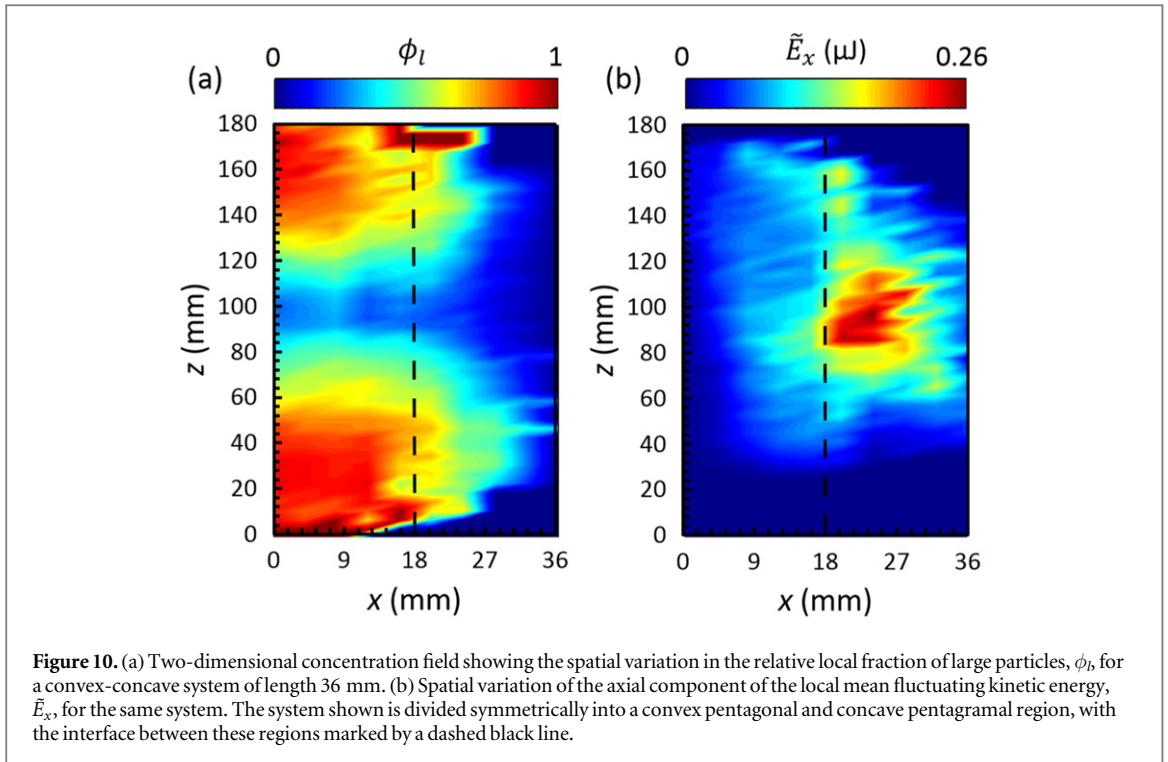 (a) 0 ϕl 1
180
160
140
120
100
80
60
40
20
0
z (mm)
0 9 18 27 36
x (mm)
(b) 0 Ẽx (μJ) 0.26
180
160
140
120
100
80
60
40
20
0
z (mm)
0 9 18 27 36
x (mm)
Figure 10. (a) Two-dimensional concentration field showing the spatial variation in the relative local fraction of large particles, ϕl, for
a convex-concave system of length 36 mm. (b) Spatial variation of the axial component of the local mean fluctuating kinetic energy,
Ẽx, for the same system. The system shown is divided symmetrically into a convex pentagonal and concave pentagramal region, with
the interface between these regions marked by a dashed black line.